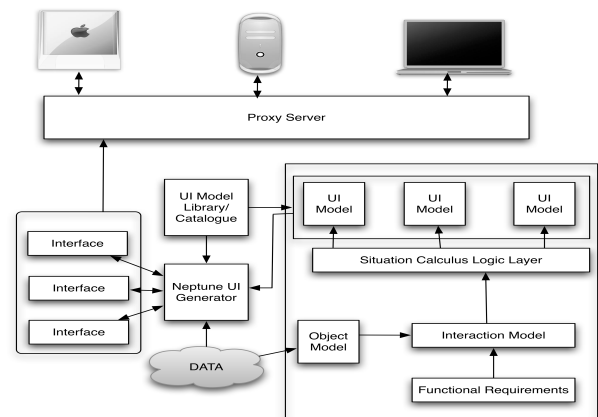 Proxy Server
UI Model
Library/
Catalogue
UI
Model
UI
Model
UI
Model
Interface
Interface
Interface
Neptune UI
Generator
Situation Calculus Logic Layer
Object
Model
Interaction Model
DATA
Functional Requirements